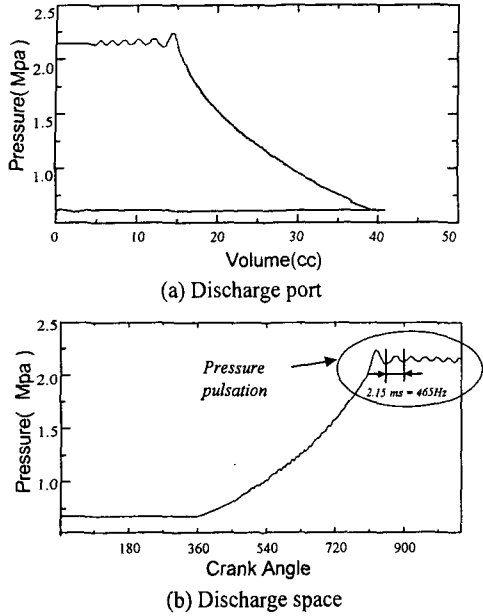 2.5
2.0
1.5
1.0
Pressure( Mpa )
0 10 20 30 40 50
Volume(cc)
(a) Discharge port
2.5
2.0
1.5
1.0
Pressure( Mpa )
Pressure
pulsation
2.15 ms = 465Hz
180 360 540 720 900
Crank Angle
(b) Discharge space